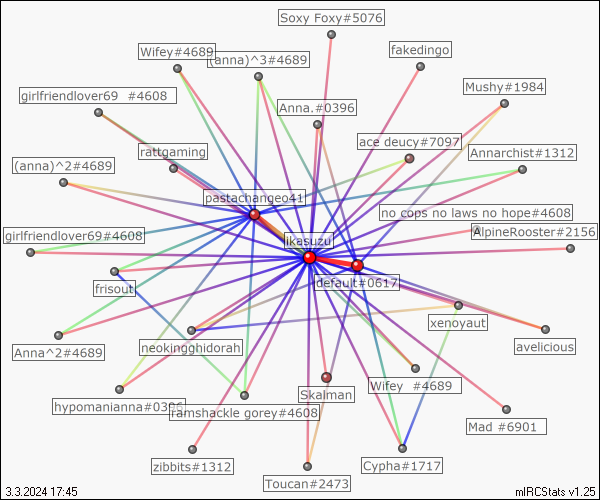 Soxy Foxy#5076
Wifey#4689
(anna)^3#4689
fakedingo
girlfriendlover69 #4608
Mushy#1984
Anna.#0396
ace deucy#7097
rattgaming
Annarchist#1312
(anna)^2#4689
pastachangeo41
no cops no laws no hope#4608
girlfriendlover69#4608
likasuzu
AlpineRooster#2156
default#0617
frisout
xenoyaut
Anna^2#4689
neokingghidorah
avelicious
Skalman
Wifey #4689
hypomanianna#0396
ramshackle gorey#4608
Mad #6901
zibbits#1312
Cypha#1717
Toucan#2473
3.3.2024 17:45
mIRCStats v1.25